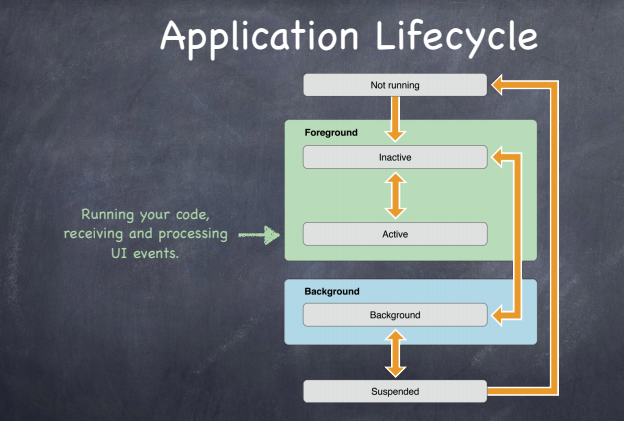 Application Lifecycle
Not running
Foreground
Inactive
Running your code,
receiving and processing
UI events.
Active
Background
Background
Suspended